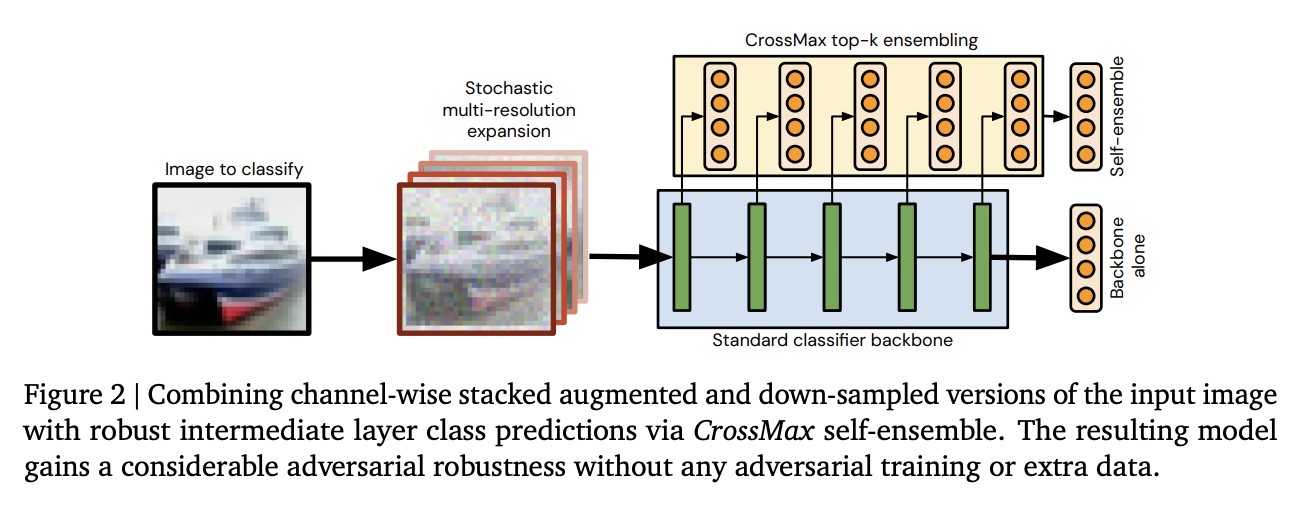 CrossMax top-k ensembling
Stochastic
multi-resolution
expansion
Image to classify
Self-ensemble
Backbone
alone
Standard classifier backbone
Figure 2 | Combining channel-wise stacked augmented and down-sampled versions of the input image
with robust intermediate layer class predictions via CrossMax self-ensemble. The resulting model
gains a considerable adversarial robustness without any adversarial training or extra data.